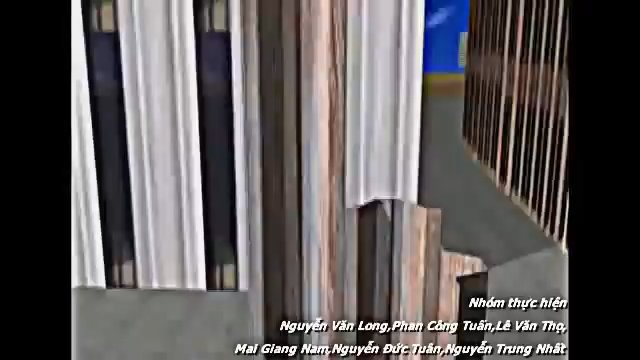 Nhóm thực hiện
Nguyễn Văn Long,Phan Công Tuấn,Lê Văn Thọ,
Mai Giang Nam,Nguyễn Đức Tuân,Nguyễn Trung Nhất